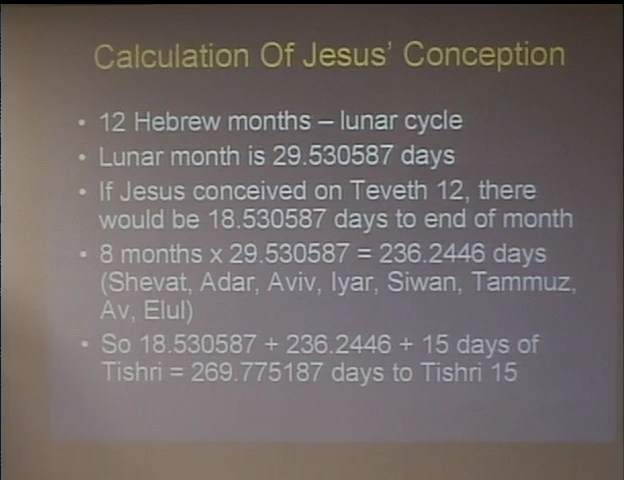 Calculation Of Jesus’ Conception
• 12 Hebrew months – lunar cycle
• Lunar month is 29.530587 days
• If Jesus conceived on Teveth 12, there
would be 18.530587 days to end of month
• 8 months x 29.530587 = 236.2446 days
(Shevat, Adar, Aviv, Iyar, Siwan, Tammuz,
Av, Elul)
• So 18.530587 + 236.2446 + 15 days of
Tishri = 269.775187 days to Tishri 15